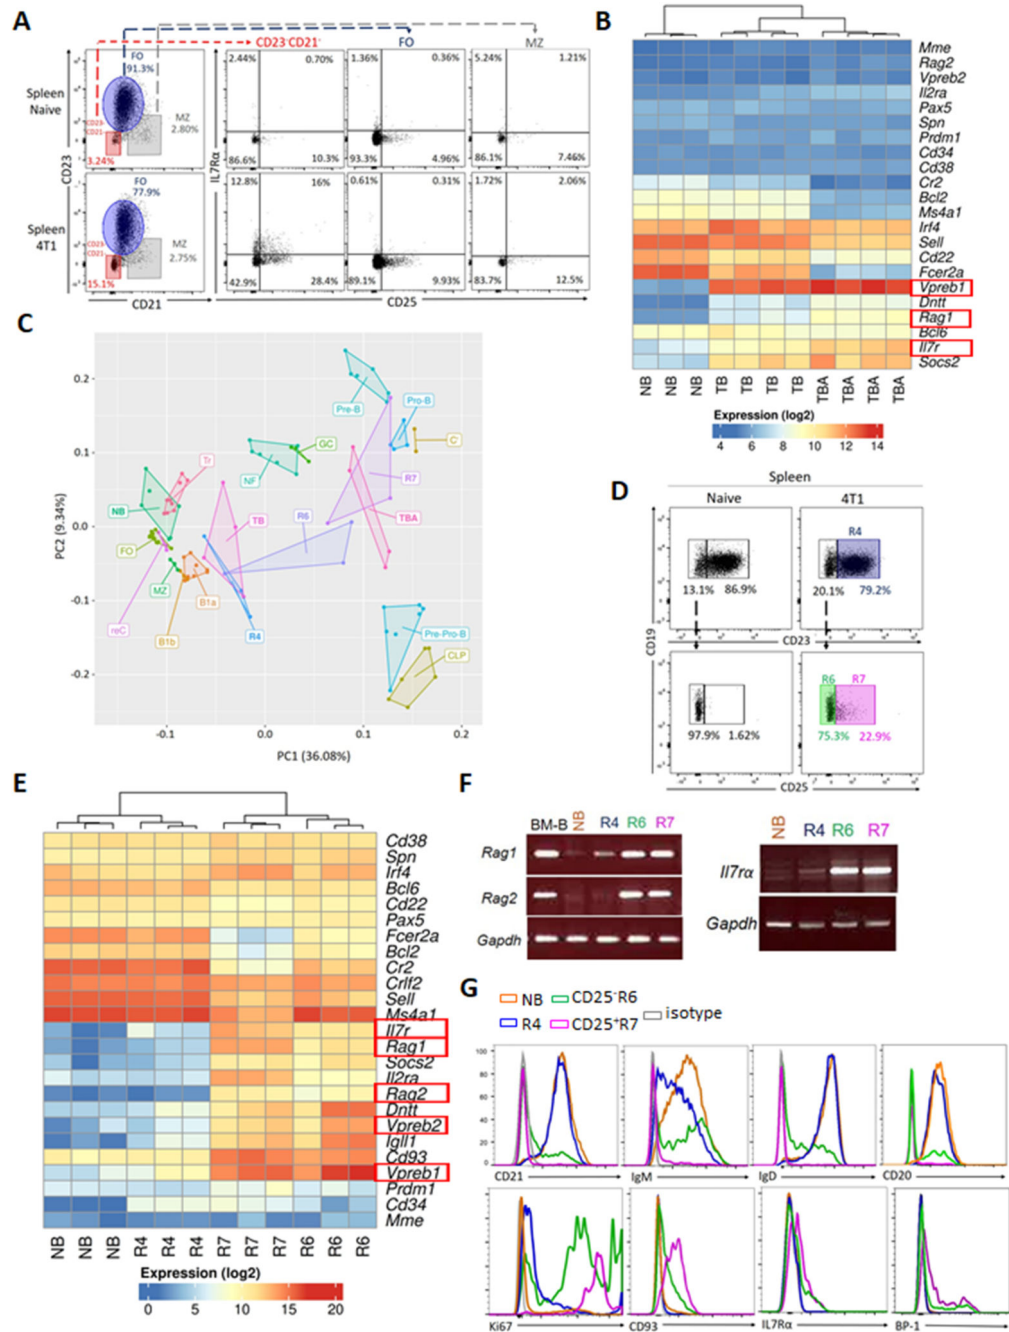 A
CD23⁻CD21⁻
FO
MZ
Spleen
Naive
FO
91.3%
MZ
2.80%
CD23-
CD21-
3.24%
2.44%
0.70%
86.6%
10.3%
1.36%
0.36%
93.3%
4.96%
5.24%
1.21%
86.1%
7.46%
CD23
IL7Rα
Spleen
4T1
FO
77.9%
MZ
2.75%
CD23-
CD21-
15.1%
12.8%
16%
42.9%
28.4%
0.61%
0.31%
89.1%
9.93%
1.72%
2.06%
83.7%
12.5%
CD21
CD25
B
Mme
Rag2
Vpreb2
Il2ra
Pax5
Spn
Prdm1
Cd34
Cd38
Cr2
Bcl2
Ms4a1
Irf4
Sell
Cd22
Fcer2a
Vpreb1
Dntt
Rag1
Bcl6
Il7r
Socs2
NB NB NB TB TB TB TB TBA TBA TBA TBA
Expression (log2)
4 6 8 10 12 14
C
Pre-B
Pro-B
C'
GC
NF
R7
Tr
NB
TB
R6
TBA
FO
MZ
B1a
reC
B1b
R4
Pre-Pro-B
CLP
0.2
0.1
0.0
-0.1
-0.2
PC2 (9.34%)
-0.1 0.0 0.1 0.2
PC1 (36.08%)
D
Spleen
Naive 4T1
R4
13.1% 86.9%
20.1% 79.2%
CD19
CD23
R6 R7
97.9% 1.62%
75.3% 22.9%
CD25
E
Cd38
Spn
Irf4
Bcl6
Cd22
Pax5
Fcer2a
Bcl2
Cr2
Crlf2
Sell
Ms4a1
Il7r
Rag1
Socs2
Il2ra
Rag2
Dntt
Vpreb2
Igll1
Cd93
Vpreb1
Prdm1
Cd34
Mme
NB NB NB R4 R4 R4 R7 R7 R7 R6 R6 R6
Expression (log2)
0 5 10 15 20
F
BM-B NB R4 R6 R7
Rag1
Rag2
Gapdh
NB R4 R6 R7
Il7rα
Gapdh
G
NB CD25⁻R6 isotype
R4 CD25⁺R7
100
80
60
40
20
0
CD21 IgM IgD CD20
Ki67 CD93 IL7Rα BP-1